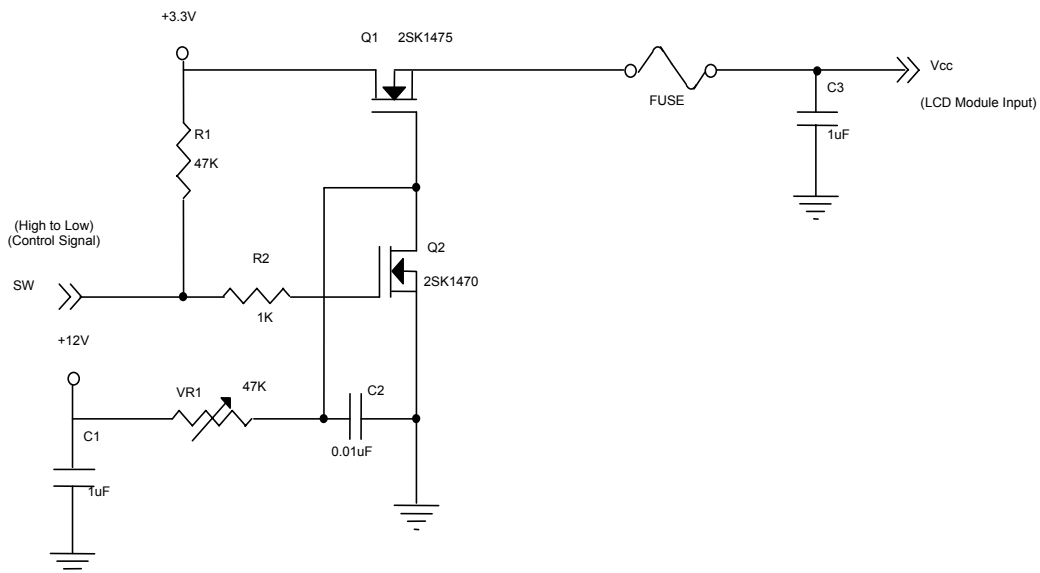 +3.3V
Q1 2SK1475
Vcc
(LCD Module Input)
FUSE
C3
1uF
R1
47K
(High to Low)
(Control Signal)
SW
R2
1K
Q2
2SK1470
+12V
VR1
47K
C2
0.01uF
C1
1uF